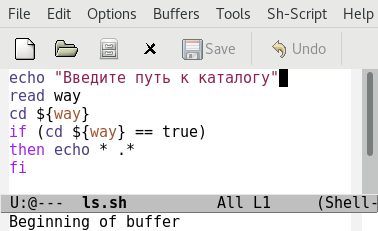 File Edit Options Buffers Tools Sh-Script Help
Save Undo
echo "Введите путь к каталогу"
read way
cd ${way}
if (cd ${way} == true)
then echo * .*
fi
U:@--- ls.sh All L1 (Shell-
Beginning of buffer